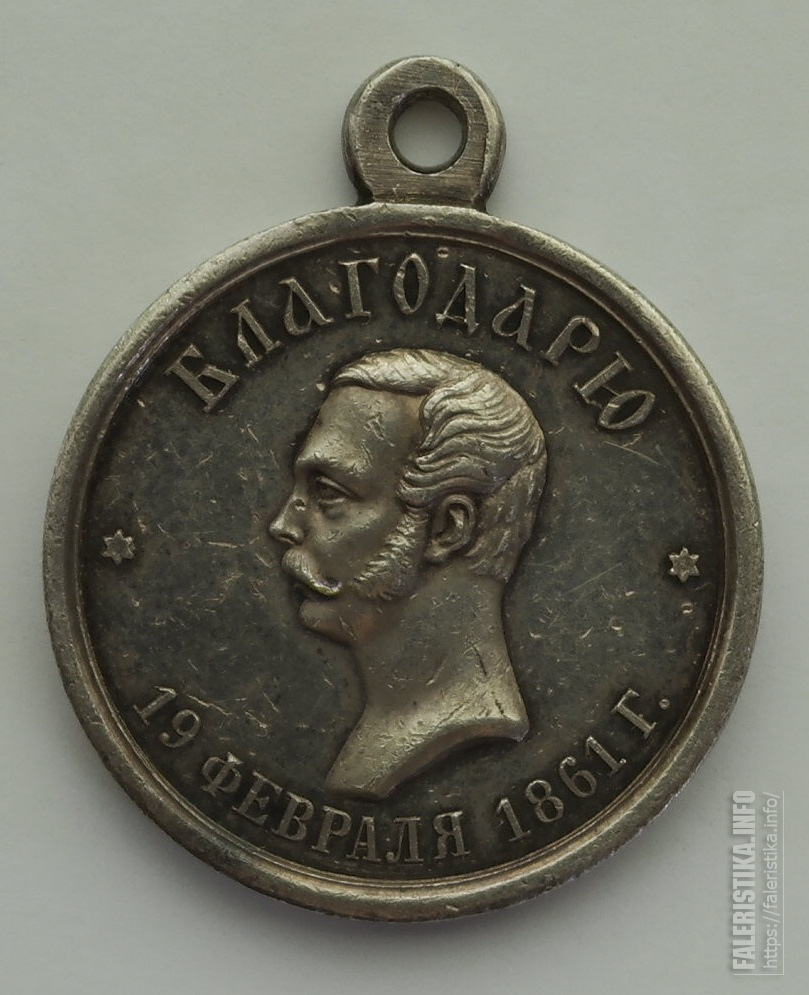 БЛАГОДАРЮ
19 ФЕВРАЛЯ 1861 Г.
FALERISTIKA.INFO
https://faleristika.info/